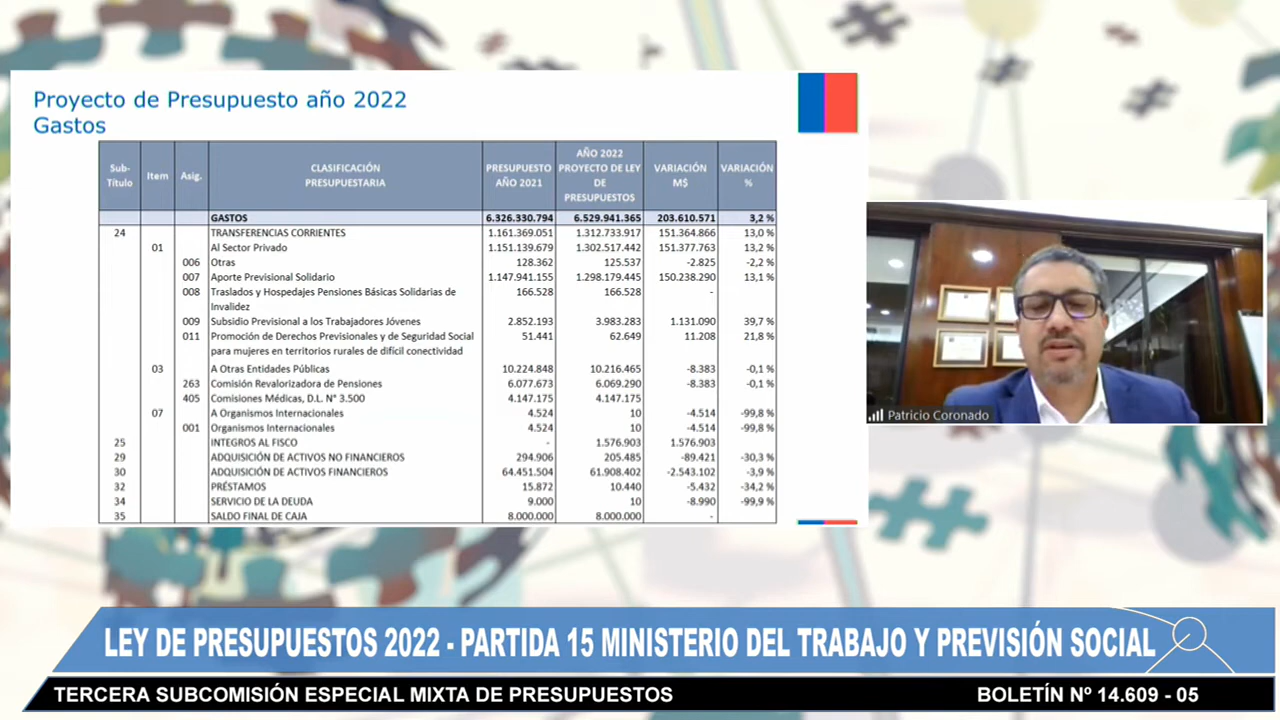 Proyecto de Presupuesto año 2022
Gastos
Sub-Título Item Asig. CLASIFICACIÓN PRESUPUESTARIA PRESUPUESTO AÑO 2021 AÑO 2022 PROYECTO DE LEY DE PRESUPUESTOS VARIACIÓN M$ VARIACIÓN %
GASTOS 6.326.330.794 6.529.941.365 203.610.571 3,2 %
24 TRANSFERENCIAS CORRIENTES 1.161.369.051 1.312.733.917 151.364.866 13,0 %
01 Al Sector Privado 1.151.139.679 1.302.517.442 151.377.763 13,2 %
006 Otras 128.362 125.537 -2.825 -2,2 %
007 Aporte Previsional Solidario 1.147.941.155 1.298.179.445 150.238.290 13,1 %
008 Traslados y Hospedajes Pensiones Básicas Solidarias de 166.528 166.528 -
Invalidez
009 Subsidio Previsional a los Trabajadores Jóvenes 2.852.193 3.983.283 1.131.090 39,7 %
011 Promoción de Derechos Previsionales y de Seguridad Social 51.441 62.649 11.208 21,8 %
para mujeres en territorios rurales de difícil conectividad
03 A Otras Entidades Públicas 10.224.848 10.216.465 -8.383 -0,1 %
263 Comisión Revalorizadora de Pensiones 6.077.673 6.069.290 -8.383 -0,1 %
405 Comisiones Médicas, D.L. N° 3.500 4.147.175 4.147.175
07 A Organismos Internacionales 4.524 10 -4.514 -99,8 %
001 Organismos Internacionales 4.524 10 -4.514 -99,8 %
25 INTEGROS AL FISCO - 1.576.903 1.576.903
29 ADQUISICIÓN DE ACTIVOS NO FINANCIEROS 294.906 205.485 -89.421 -30,3 %
30 ADQUISICIÓN DE ACTIVOS FINANCIEROS 64.451.504 61.908.402 -2.543.102 -3,9 %
32 PRÉSTAMOS 15.872 10.440 -5.432 -34,2 %
34 SERVICIO DE LA DEUDA 9.000 10 -8.990 -99,9 %
35 SALDO FINAL DE CAJA 8.000.000 8.000.000 -
Patricio Coronado
LEY DE PRESUPUESTOS 2022 - PARTIDA 15 MINISTERIO DEL TRABAJO Y PREVISIÓN SOCIAL
TERCERA SUBCOMISIÓN ESPECIAL MIXTA DE PRESUPUESTOS BOLETÍN Nº 14.609 - 05